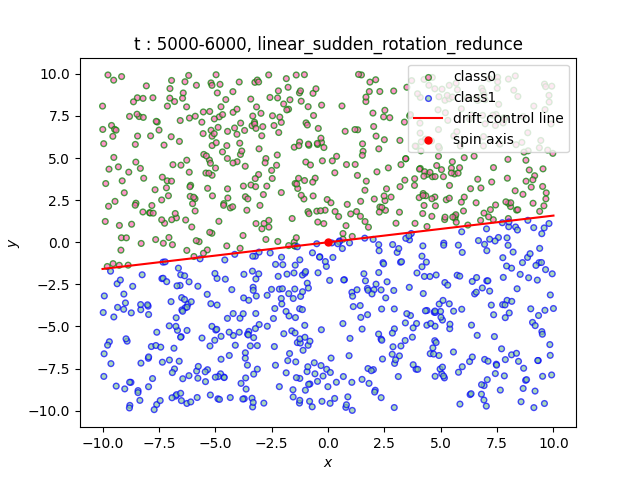 t : 5000-6000, linear_sudden_rotation_redunce
class0
class1
drift control line
spin axis
10.0
7.5
5.0
2.5
0.0
−2.5
−5.0
−7.5
−10.0
y
−10.0 −7.5 −5.0 −2.5 0.0 2.5 5.0 7.5 10.0
x